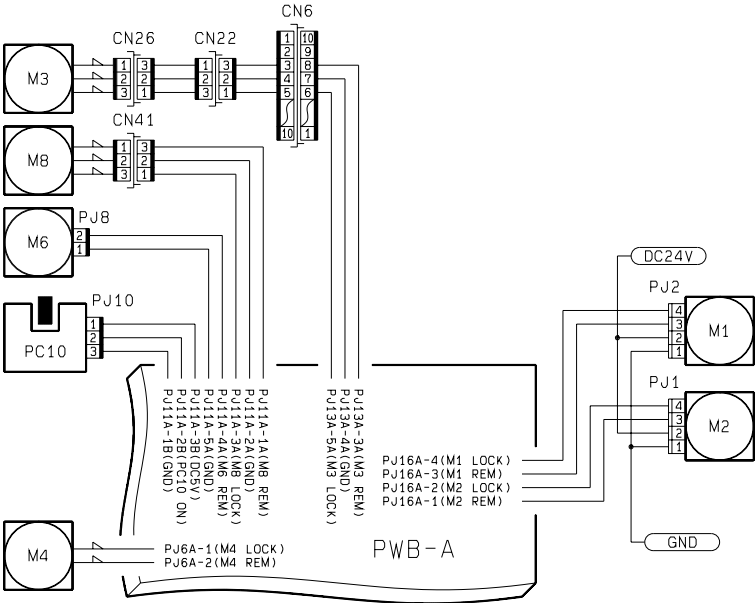 CN6
CN26
CN22
M3
1 3
2 2
3 1
1 3
2 2
3 1
1 10
2 9
3 8
4 7
5 6
10 1
CN41
M8
1 3
2 2
3 1
PJ8
M6
2
1
PJ10
PC10
1
2
3
DC24V
PJ2
4
3
2
1
M1
PJ1
4
3
2
1
M2
GND
PJ11A-1B(GND)
PJ11A-2B(PC10 ON)
PJ11A-3B(DC5V)
PJ11A-5A(GND)
PJ11A-4A(M6 REM)
PJ11A-3A(M8 LOCK)
PJ11A-2A(GND)
PJ11A-1A(M8 REM)
PJ13A-5A(M3 LOCK)
PJ13A-4A(GND)
PJ13A-3A(M3 REM)
PJ16A-4(M1 LOCK)
PJ16A-3(M1 REM)
PJ16A-2(M2 LOCK)
PJ16A-1(M2 REM)
PWB-A
M4
PJ6A-1(M4 LOCK)
PJ6A-2(M4 REM)